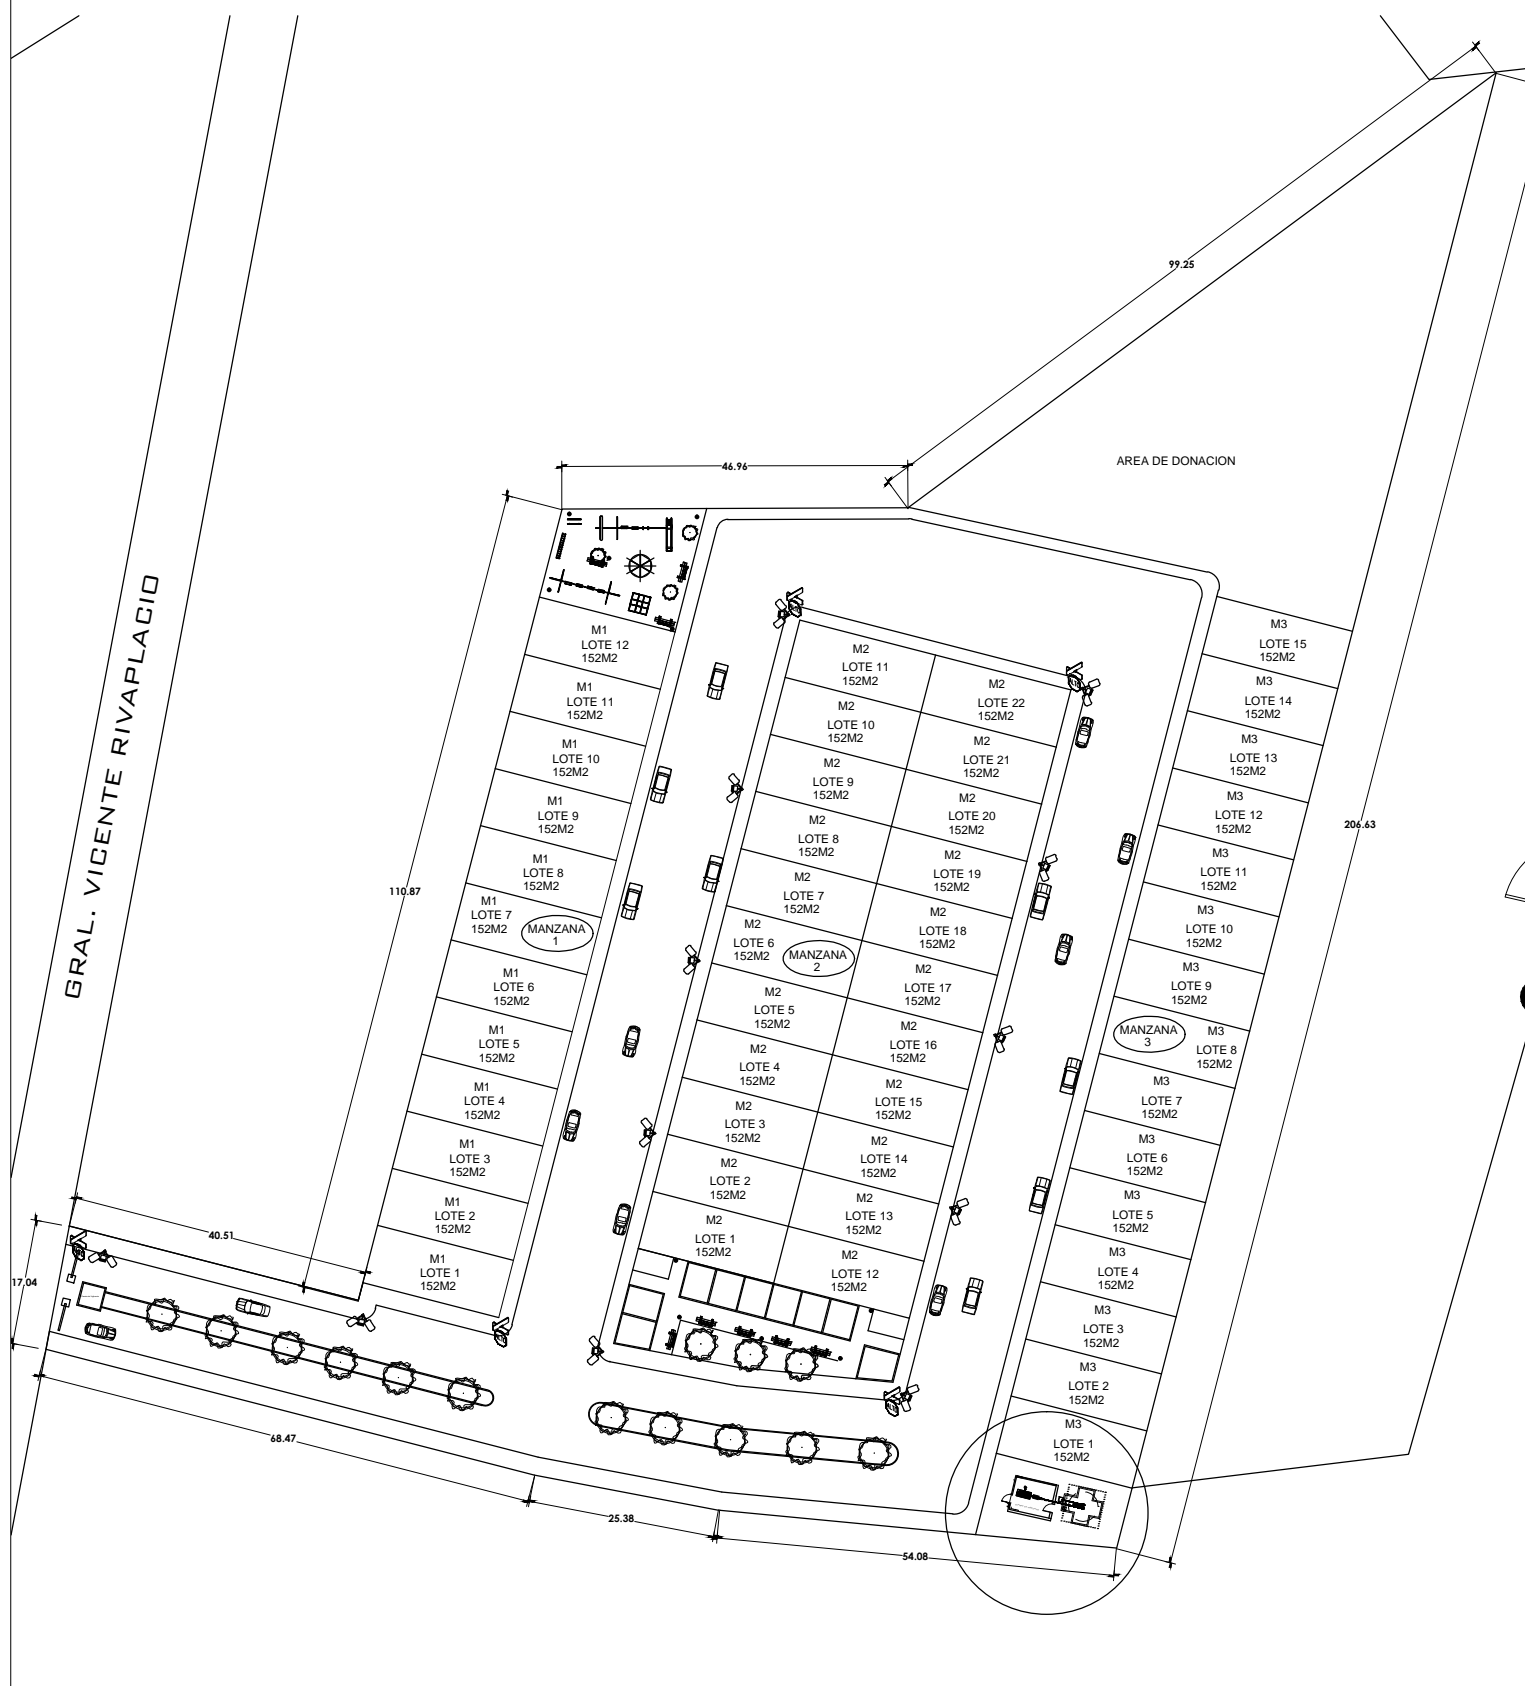 99.25
46.96
AREA DE DONACION
GRAL. VICENTE RIVAPLACIO
110.87
206.63
40.51
17.04
68.47
25.38
54.08
M1
LOTE 12
152M2
M1
LOTE 11
152M2
M1
LOTE 10
152M2
M1
LOTE 9
152M2
M1
LOTE 8
152M2
M1
LOTE 7
152M2
MANZANA
1
M1
LOTE 6
152M2
M1
LOTE 5
152M2
M1
LOTE 4
152M2
M1
LOTE 3
152M2
M1
LOTE 2
152M2
M1
LOTE 1
152M2
M2
LOTE 11
152M2
M2
LOTE 10
152M2
M2
LOTE 9
152M2
M2
LOTE 8
152M2
M2
LOTE 7
152M2
M2
LOTE 6
152M2
MANZANA
2
M2
LOTE 5
152M2
M2
LOTE 4
152M2
M2
LOTE 3
152M2
M2
LOTE 2
152M2
M2
LOTE 1
152M2
M2
LOTE 22
152M2
M2
LOTE 21
152M2
M2
LOTE 20
152M2
M2
LOTE 19
152M2
M2
LOTE 18
152M2
M2
LOTE 17
152M2
M2
LOTE 16
152M2
M2
LOTE 15
152M2
M2
LOTE 14
152M2
M2
LOTE 13
152M2
M2
LOTE 12
152M2
M3
LOTE 15
152M2
M3
LOTE 14
152M2
M3
LOTE 13
152M2
M3
LOTE 12
152M2
M3
LOTE 11
152M2
M3
LOTE 10
152M2
M3
LOTE 9
152M2
MANZANA
3
M3
LOTE 8
152M2
M3
LOTE 7
152M2
M3
LOTE 6
152M2
M3
LOTE 5
152M2
M3
LOTE 4
152M2
M3
LOTE 3
152M2
M3
LOTE 2
152M2
M3
LOTE 1
152M2